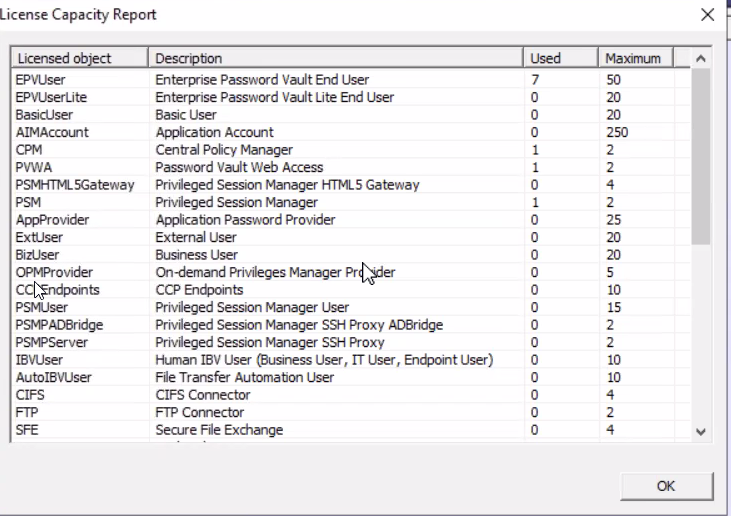 License Capacity Report
Licensed object Description Used Maximum
EPVUser Enterprise Password Vault End User 7 50
EPVUserLite Enterprise Password Vault Lite End User 0 20
BasicUser Basic User 0 20
AIMAccount Application Account 0 250
CPM Central Policy Manager 1 2
PVWA Password Vault Web Access 1 2
PSMHTML5Gateway Privileged Session Manager HTML5 Gateway 0 4
PSM Privileged Session Manager 1 2
AppProvider Application Password Provider 0 25
ExtUser External User 0 20
BizUser Business User 0 20
OPMProvider On-demand Privileges Manager Provider 0 5
CCPEndpoints CCP Endpoints 0 10
PSMUser Privileged Session Manager User 0 15
PSMPADBridge Privileged Session Manager SSH Proxy ADBridge 0 2
PSMPServer Privileged Session Manager SSH Proxy 0 2
IBVUser Human IBV User (Business User, IT User, Endpoint User) 0 10
AutoIBVUser File Transfer Automation User 0 10
CIFS CIFS Connector 0 4
FTP FTP Connector 0 2
SFE Secure File Exchange 0 4
OK